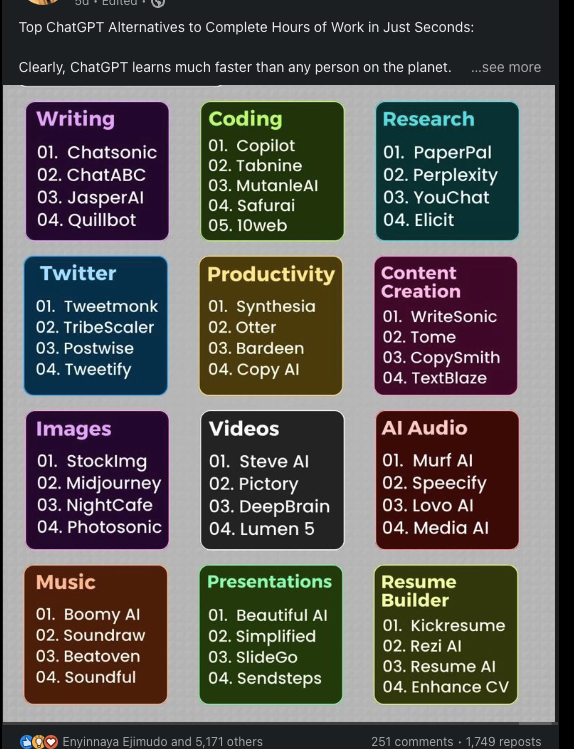 5d • Edited •
Top ChatGPT Alternatives to Complete Hours of Work in Just Seconds:
Clearly, ChatGPT learns much faster than any person on the planet. ...see more
Writing
01. Chatsonic
02. ChatABC
03. JasperAI
04. Quillbot
Coding
01. Copilot
02. Tabnine
03. MutanleAI
04. Safurai
05. 10web
Research
01. PaperPal
02. Perplexity
03. YouChat
04. Elicit
Twitter
01. Tweetmonk
02. TribeScaler
03. Postwise
04. Tweetify
Productivity
01. Synthesia
02. Otter
03. Bardeen
04. Copy AI
Content
Creation
01. WriteSonic
02. Tome
03. CopySmith
04. TextBlaze
Images
01. StockImg
02. Midjourney
03. NightCafe
04. Photosonic
Videos
01. Steve AI
02. Pictory
03. DeepBrain
04. Lumen 5
AI Audio
01. Murf AI
02. Speecify
03. Lovo AI
04. Media AI
Music
01. Boomy AI
02. Soundraw
03. Beatoven
04. Soundful
Presentations
01. Beautiful AI
02. Simplified
03. SlideGo
04. Sendsteps
Resume
Builder
01. Kickresume
02. Rezi AI
03. Resume AI
04. Enhance CV
Enyinnaya Ejimudo and 5,171 others 251 comments • 1,749 reposts